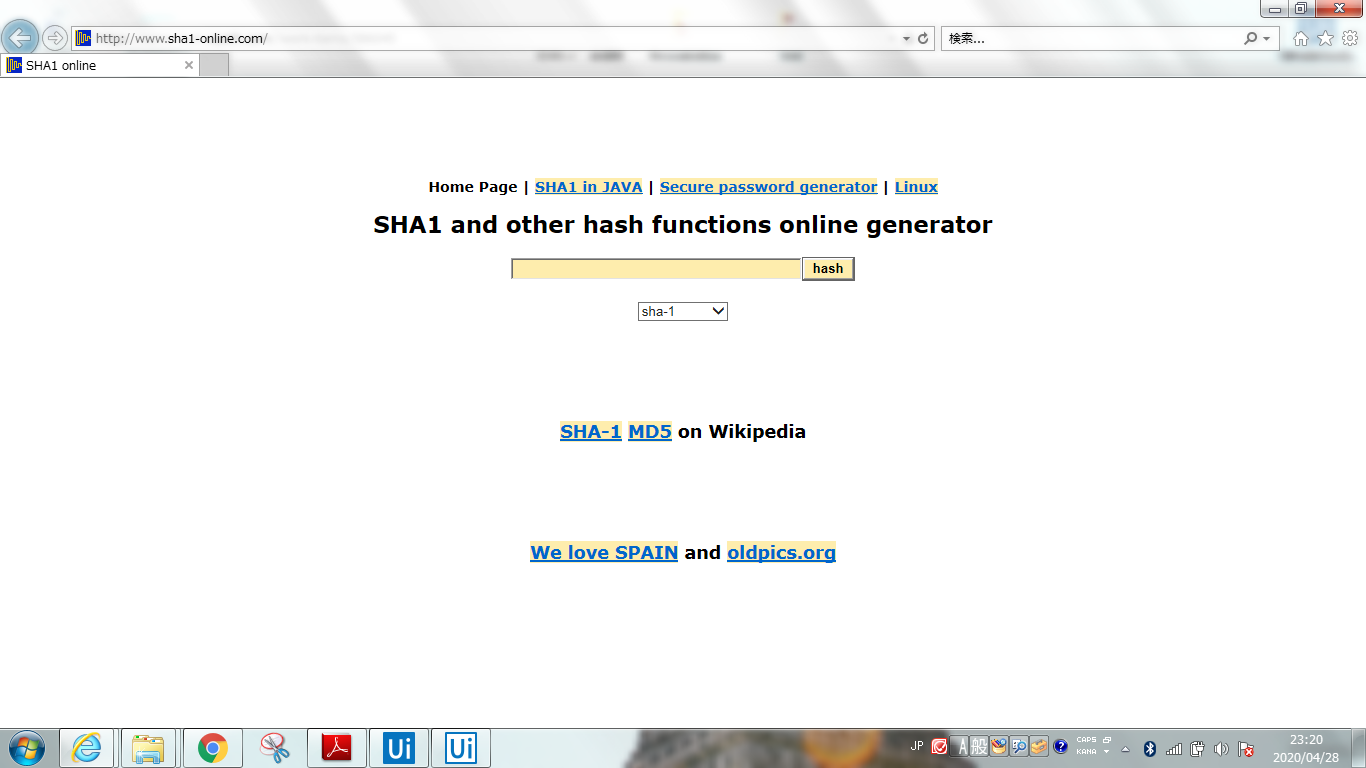 http://www.sha1-online.com/
検索...
SHA1 online
Home Page | SHA1 in JAVA | Secure password generator | Linux
SHA1 and other hash functions online generator
hash
sha-1
SHA-1 MD5 on Wikipedia
We love SPAIN and oldpics.org
Ui Ui
JP A 般 CAPS KANA
23:20
2020/04/28